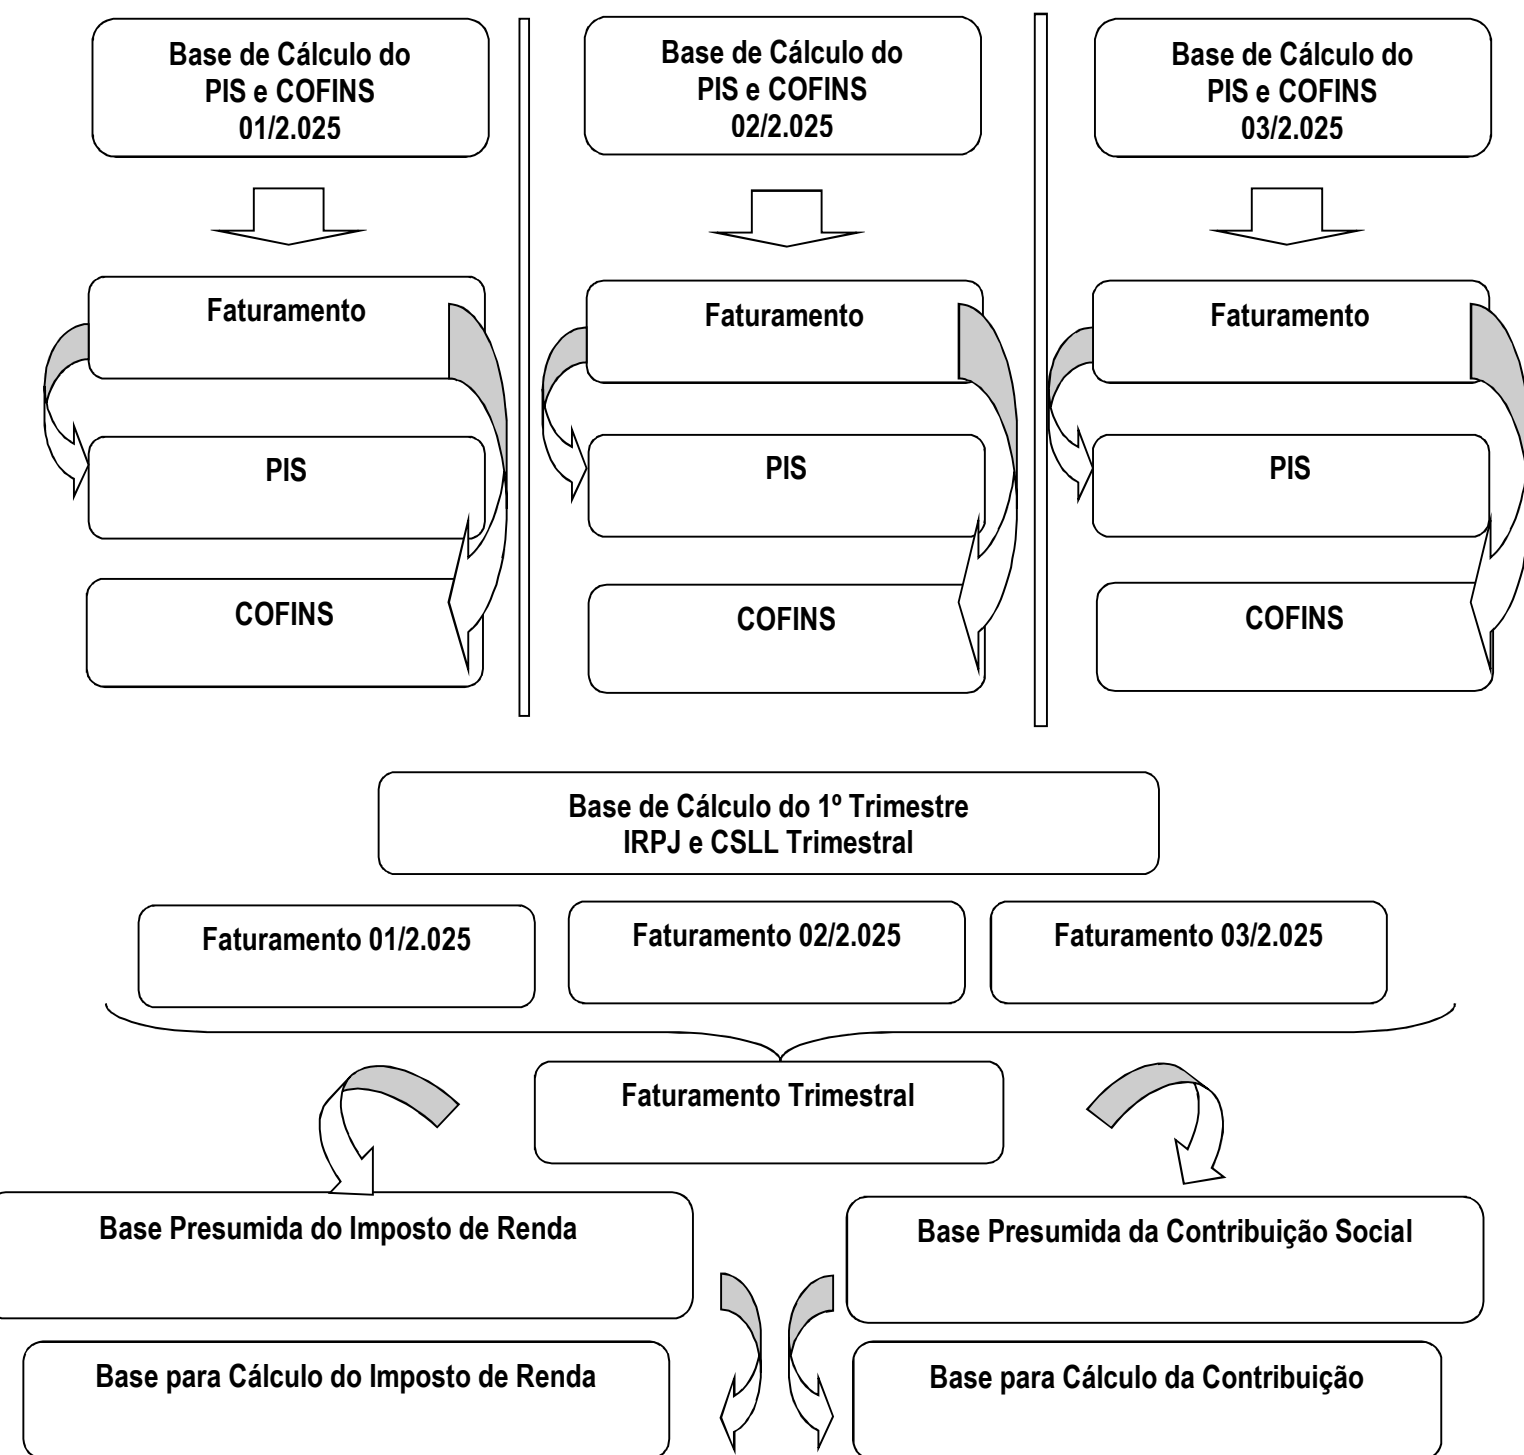 Base de Cálculo do
PIS e COFINS
01/2.025
Base de Cálculo do
PIS e COFINS
02/2.025
Base de Cálculo do
PIS e COFINS
03/2.025
Faturamento
Faturamento
Faturamento
PIS
PIS
PIS
COFINS
COFINS
COFINS
Base de Cálculo do 1º Trimestre
IRPJ e CSLL Trimestral
Faturamento 01/2.025
Faturamento 02/2.025
Faturamento 03/2.025
Faturamento Trimestral
Base Presumida do Imposto de Renda
Base Presumida da Contribuição Social
Base para Cálculo do Imposto de Renda
Base para Cálculo da Contribuição